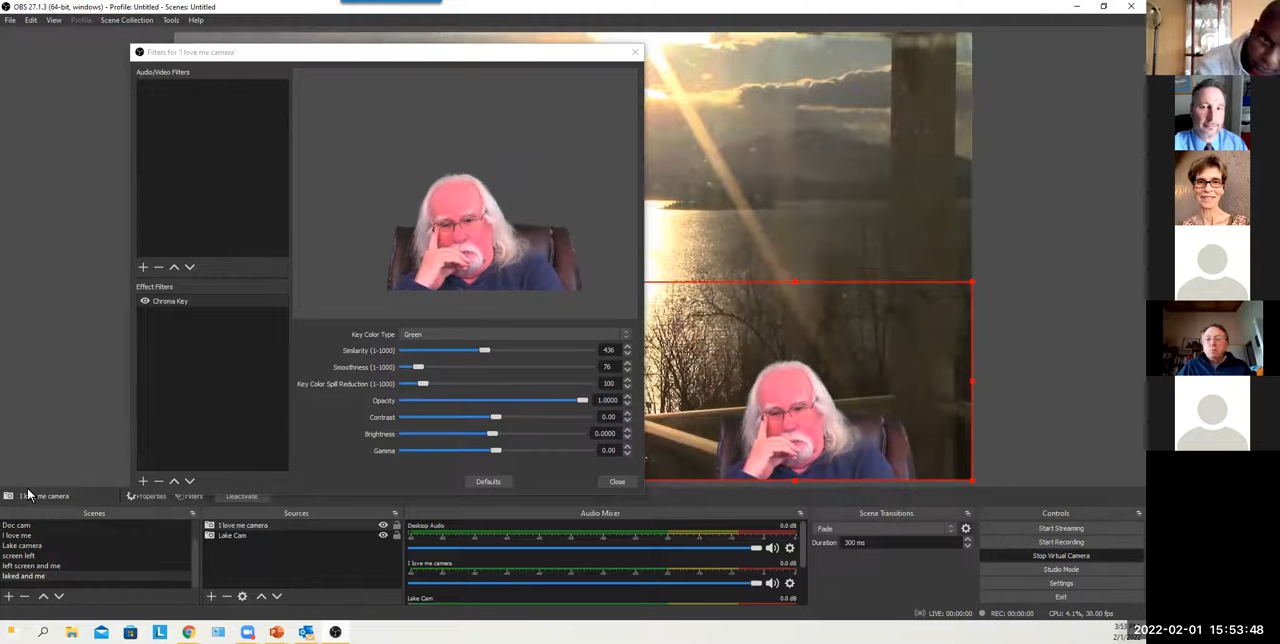 OBS 27.1.3 (64-bit, windows) - Profile: Untitled - Scenes: Untitled
File Edit View Profile Scene Collection Tools Help
Filters for 'I love me camera'
Audio/Video Filters
Effect Filters
Chroma Key
Key Color Type Green
Similarity (1-1000) 436
Smoothness (1-1000) 76
Key Color Spill Reduction (1-1000) 100
Opacity 1.0000
Contrast 0.00
Brightness 0.0000
Gamma 0.00
Defaults Close
me camera Properties Filters Deactivate
Scenes
Doc cam
I love me
Lake camera
screen left
left screen and me
laked and me
Sources
I love me camera
Lake Cam
Audio Mixer
Desktop Audio 0.0 dB
I love me camera 0.0 dB
Lake Cam 0.0 dB
Scene Transitions
Fade
Duration 300 ms
Controls
Start Streaming
Start Recording
Stop Virtual Camera
Studio Mode
Settings
Exit
LIVE: 00:00:00 REC: 00:00:00 CPU: 4.1%, 30.00 fps
3:53
2/1/
2022-02-01 15:53:48